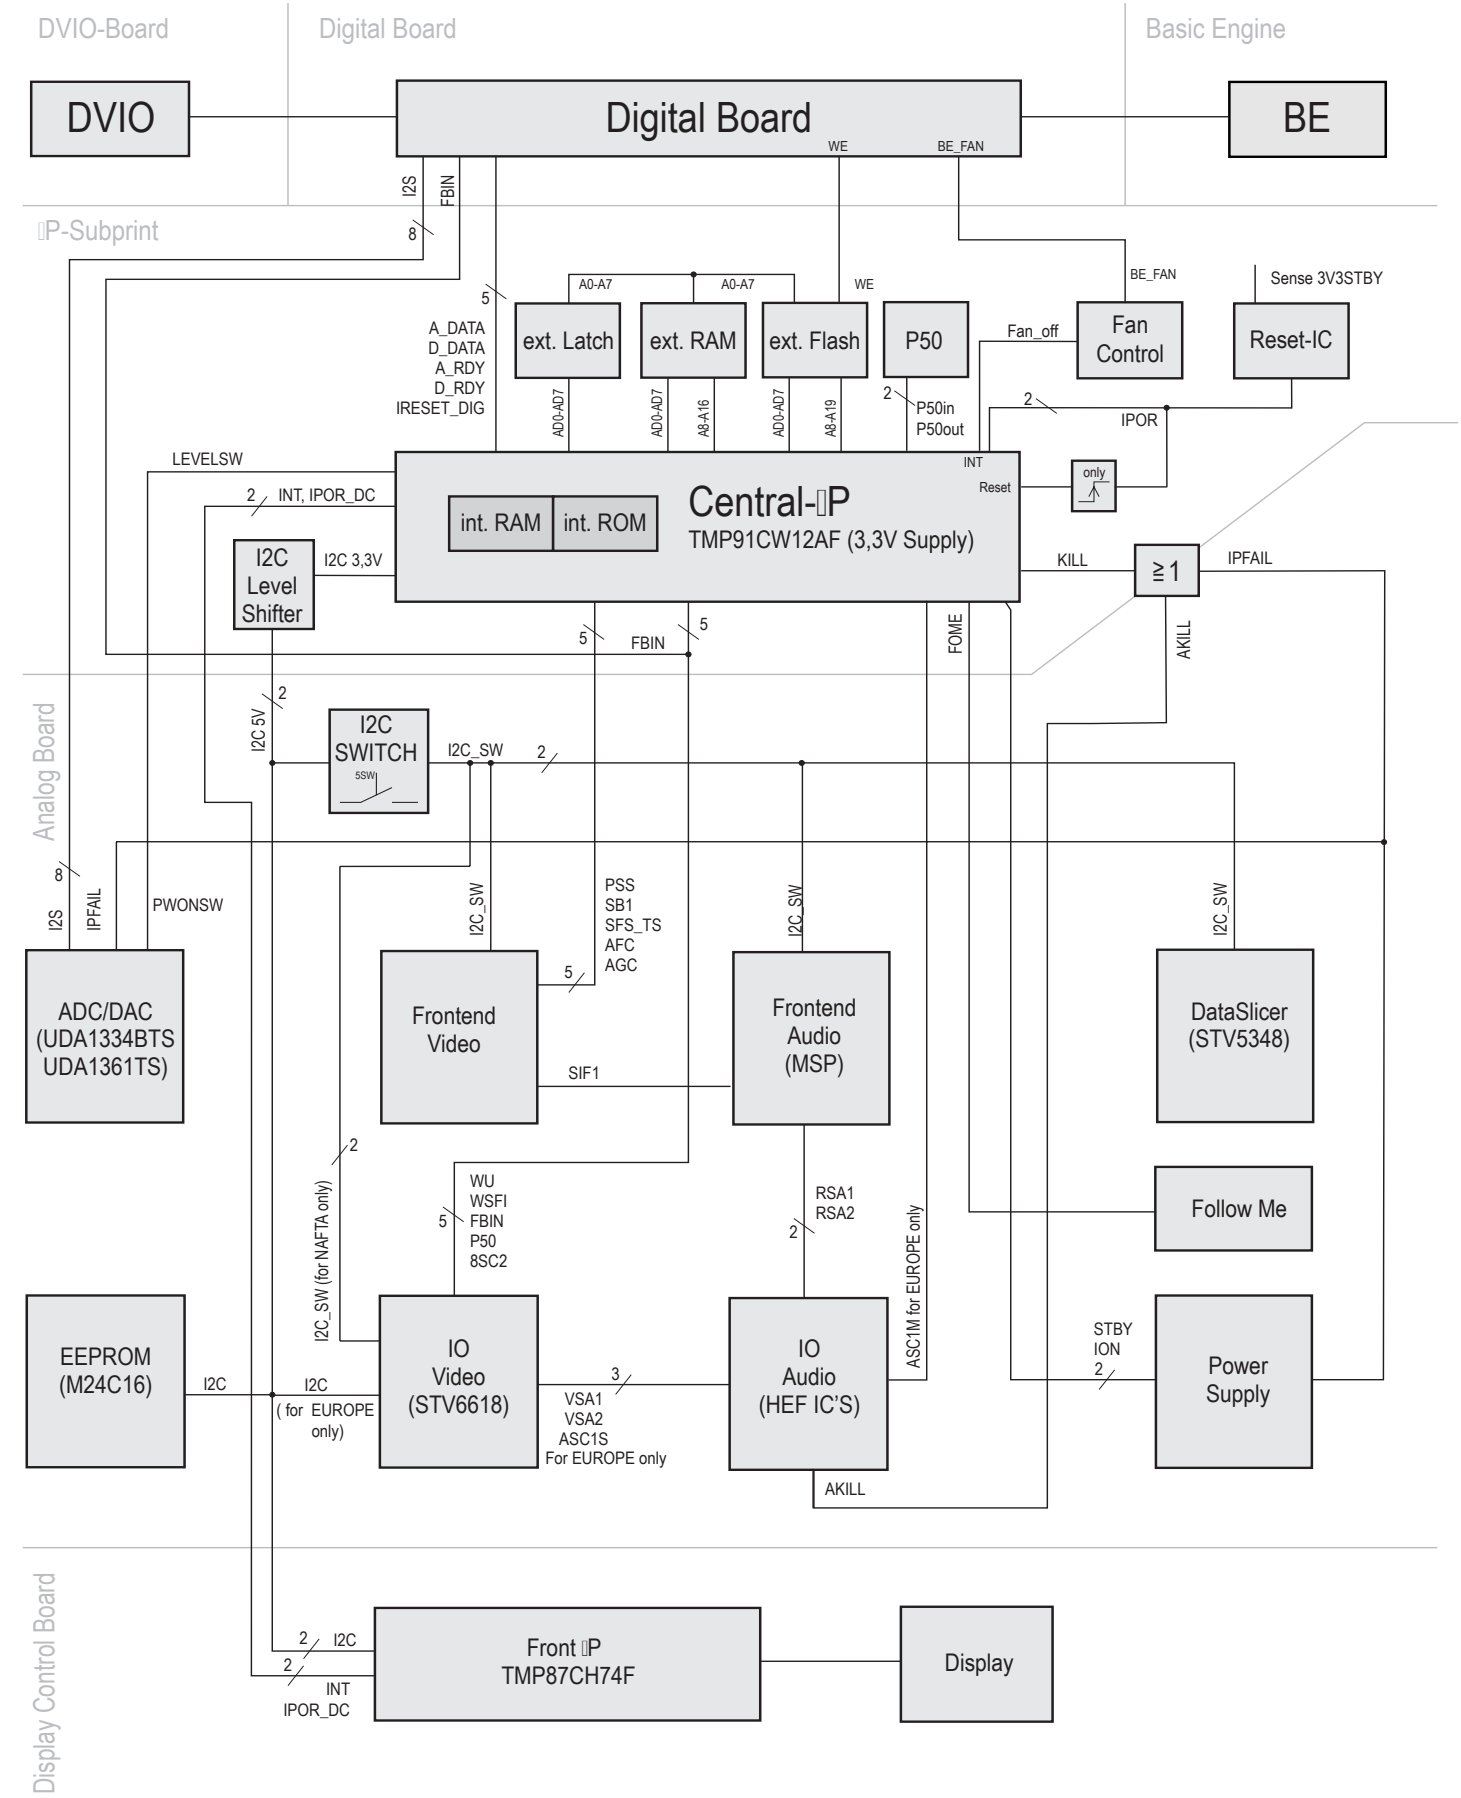 DVIO-Board
Digital Board
Basic Engine
DVIO
Digital Board
BE
WE
BE_FAN
I2S
FBIN
▯P-Subprint
8
5
A_DATA
D_DATA
A_RDY
D_RDY
IRESET_DIG
A0-A7
A0-A7
WE
BE_FAN
Sense 3V3STBY
ext. Latch
ext. RAM
ext. Flash
P50
Fan_off
Fan
Control
Reset-IC
AD0-AD7
AD0-AD7
A8-A16
AD0-AD7
A8-A19
2
P50in
P50out
2
IPOR
LEVELSW
2
INT, IPOR_DC
INT
Reset
only
int. RAM
int. ROM
Central-▯P
TMP91CW12AF (3,3V Supply)
I2C
Level
Shifter
I2C 3,3V
KILL
≧1
IPFAIL
5
FBIN
5
FOME
AKILL
Analog Board
I2C 5V
2
I2C
SWITCH
5SW
I2C_SW
2
8
I2S
IPFAIL
PWONSW
I2C_SW
PSS
SB1
SFS_TS
AFC
AGC
5
I2C_SW
I2C_SW
ADC/DAC
(UDA1334BTS
UDA1361TS)
Frontend
Video
SIF1
Frontend
Audio
(MSP)
DataSlicer
(STV5348)
2
I2C_SW (for NAFTA only)
WU
WSFI
FBIN
P50
8SC2
5
RSA1
RSA2
2
ASC1M for EUROPE only
Follow Me
EEPROM
(M24C16)
I2C
I2C
( for EUROPE
only)
IO
Video
(STV6618)
3
VSA1
VSA2
ASC1S
For EUROPE only
IO
Audio
(HEF IC'S)
STBY
ION
2
Power
Supply
AKILL
Display Control Board
2
I2C
2
INT
IPOR_DC
Front ▯P
TMP87CH74F
Display